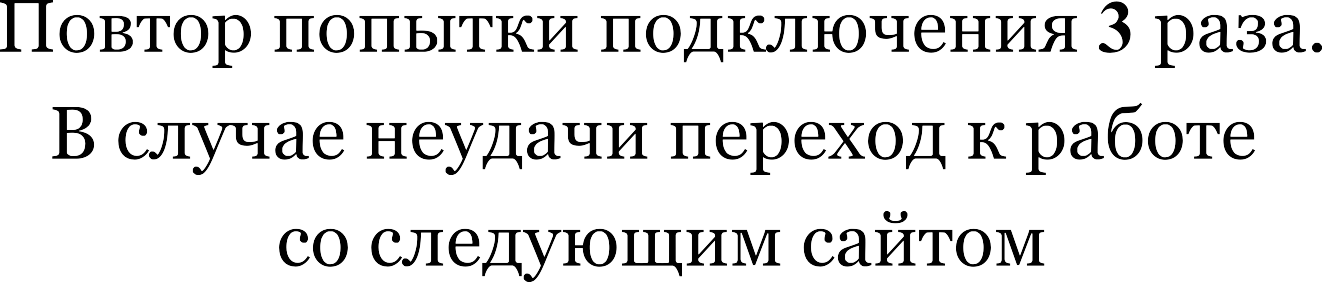 Повтор попытки подключения 3 раза.
В случае неудачи переход к работе
со следующим сайтом